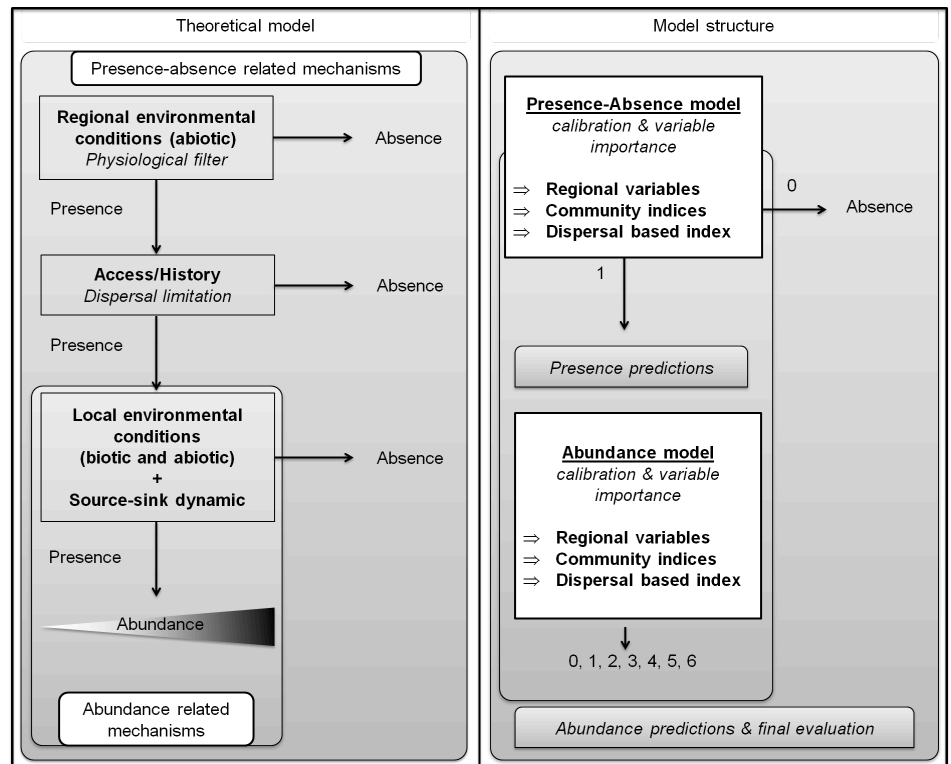 Theoretical model
Presence-absence related mechanisms
Regional environmental
conditions (abiotic)
Physiological filter
Absence
Presence
Access/History
Dispersal limitation
Absence
Presence
Local environmental
conditions
(biotic and abiotic)
+
Source-sink dynamic
Absence
Presence
Abundance
Abundance related
mechanisms
Model structure
Presence-Absence model
calibration & variable
importance
⇒ Regional variables
⇒ Community indices
⇒ Dispersal based index
0
Absence
1
Presence predictions
Abundance model
calibration & variable
importance
⇒ Regional variables
⇒ Community indices
⇒ Dispersal based index
0, 1, 2, 3, 4, 5, 6
Abundance predictions & final evaluation